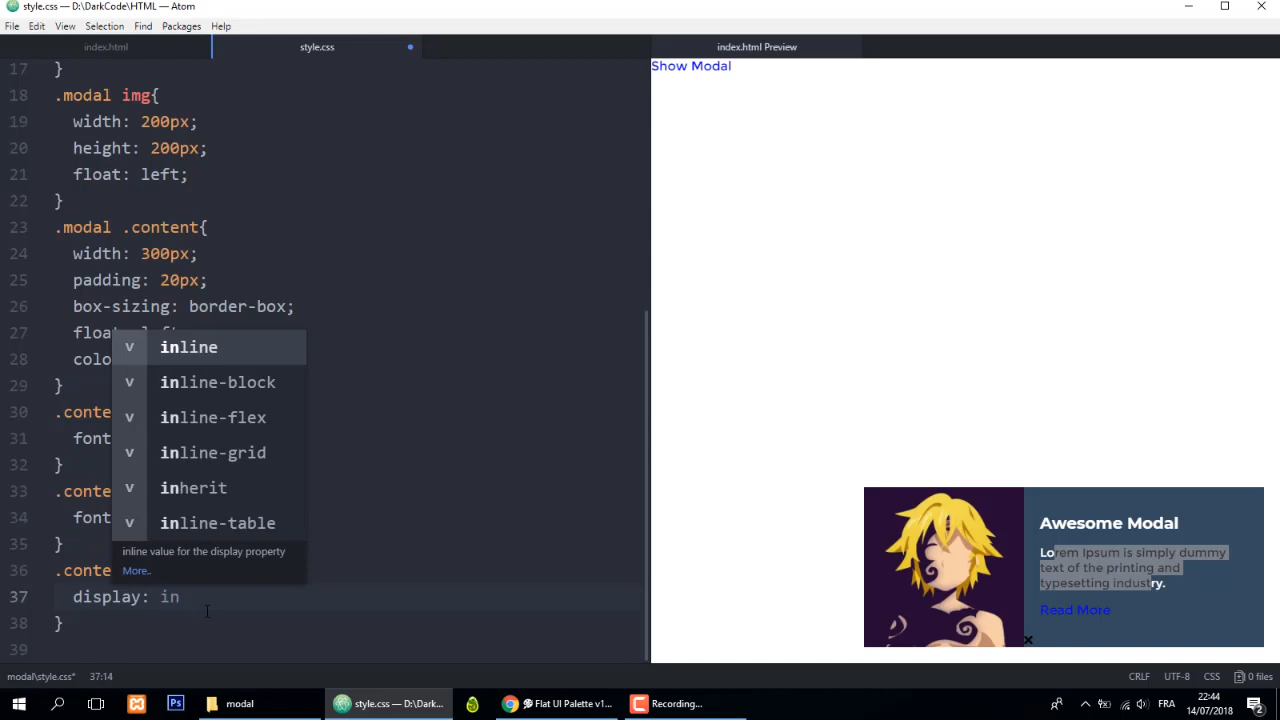 style.css — D:\DarkCode\HTML — Atom
File Edit View Selection Find Packages Help
index.html style.css index.html Preview
17 }
18 .modal img{
19 width: 200px;
20 height: 200px;
21 float: left;
22 }
23 .modal .content{
24 width: 300px;
25 padding: 20px;
26 box-sizing: border-box;
27 floa
28 colo
29 }
30 .conte
31 font
32 }
33 .conte
34 font
35 }
36 .conte
37 display: in
38 }
39
v inline
v inline-block
v inline-flex
v inline-grid
v inherit
v inline-table
inline value for the display property
More..
Show Modal
Awesome Modal
Lorem Ipsum is simply dummy
text of the printing and
typesetting industry.
Read More
×
modal\style.css* 37:14 CRLF UTF-8 CSS 0 files
Ps modal style.css — D:\Dark... Flat UI Palette v1... Recording... FRA 22:44
14/07/2018 2